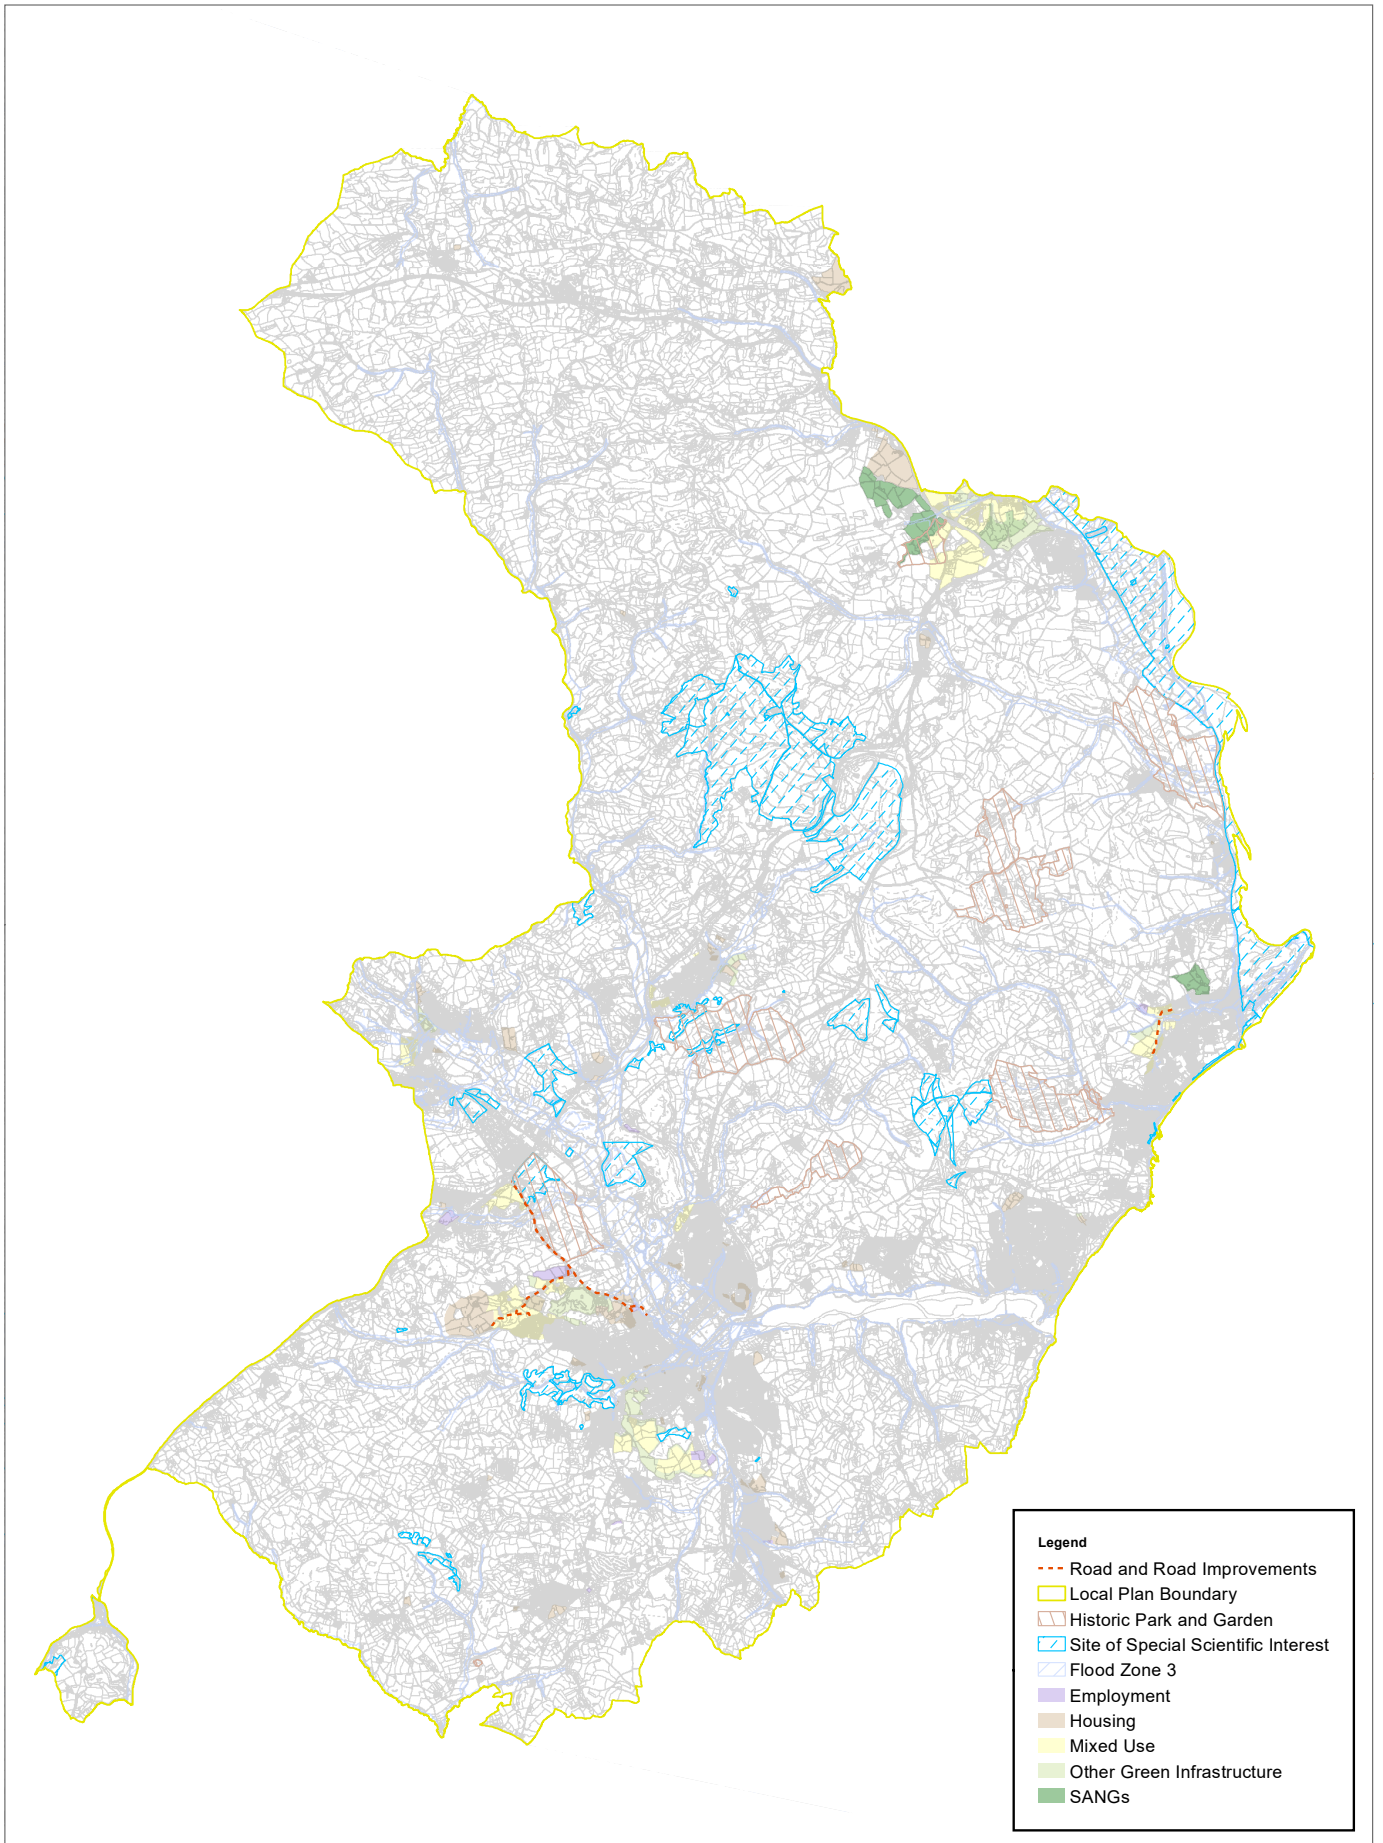 Legend
Road and Road Improvements
Local Plan Boundary
Historic Park and Garden
Site of Special Scientific Interest
Flood Zone 3
Employment
Housing
Mixed Use
Other Green Infrastructure
SANGs